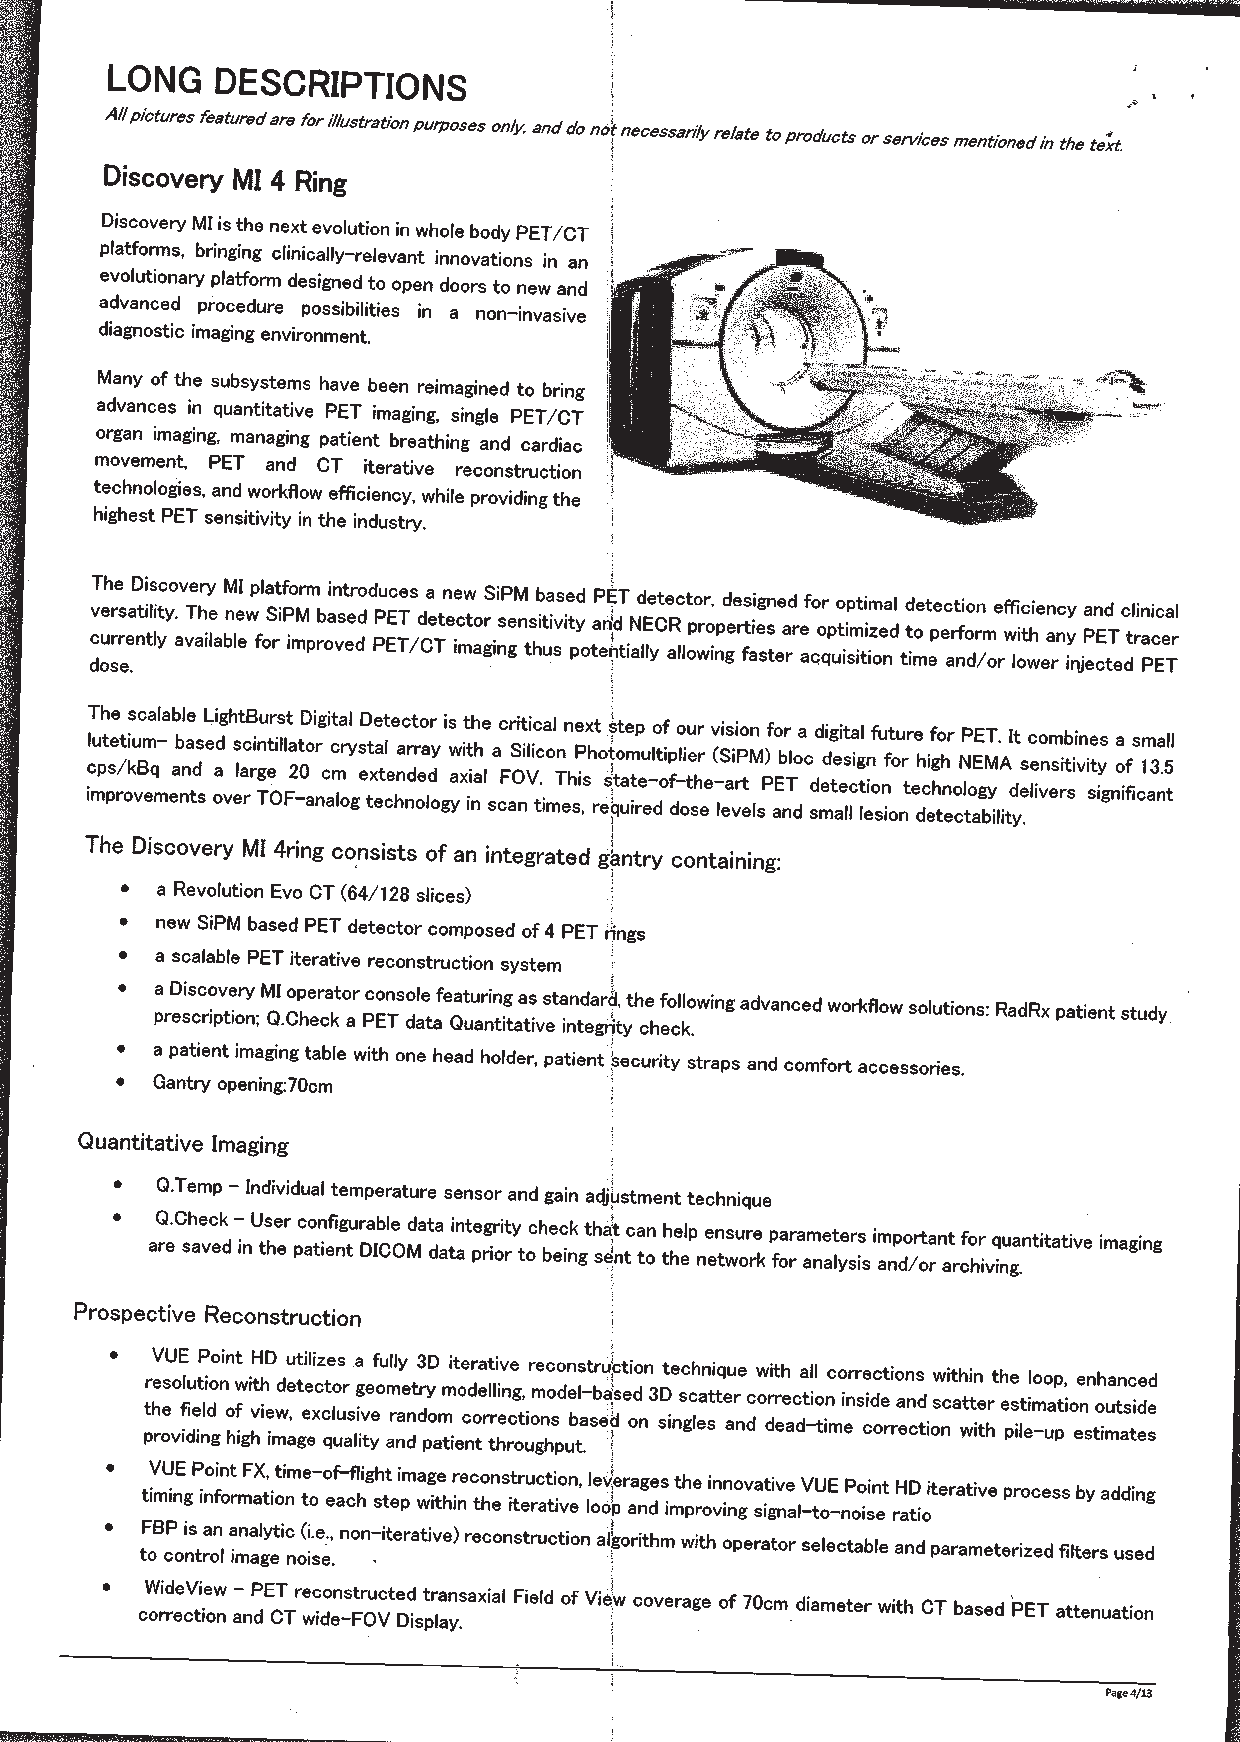 LONG DESCRIPTIONS
All pictures featured are for illustration purposes only, and do not necessarily relate to products or services mentioned in the text.
Discovery MI 4 Ring
Discovery MI is the next evolution in whole body PET/CT
platforms, bringing clinically-relevant innovations in an
evolutionary platform designed to open doors to new and
advanced procedure possibilities in a non-invasive
diagnostic imaging environment.
Many of the subsystems have been reimagined to bring
advances in quantitative PET imaging, single PET/CT
organ imaging, managing patient breathing and cardiac
movement, PET and CT iterative reconstruction
technologies, and workflow efficiency, while providing the
highest PET sensitivity in the industry.
The Discovery MI platform introduces a new SiPM based PET detector, designed for optimal detection efficiency and clinical
versatility. The new SiPM based PET detector sensitivity and NECR properties are optimized to perform with any PET tracer
currently available for improved PET/CT imaging thus potentially allowing faster acquisition time and/or lower injected PET
dose.
The scalable LightBurst Digital Detector is the critical next step of our vision for a digital future for PET. It combines a small
lutetium- based scintillator crystal array with a Silicon Photomultiplier (SiPM) bloc design for high NEMA sensitivity of 13.5
cps/kBq and a large 20 cm extended axial FOV. This state-of-the-art PET detection technology delivers significant
improvements over TOF-analog technology in scan times, required dose levels and small lesion detectability.
The Discovery MI 4ring consists of an integrated gantry containing:
• a Revolution Evo CT (64/128 slices)
• new SiPM based PET detector composed of 4 PET rings
• a scalable PET iterative reconstruction system
• a Discovery MI operator console featuring as standard, the following advanced workflow solutions: RadRx patient study
prescription; Q.Check a PET data Quantitative integrity check.
• a patient imaging table with one head holder, patient security straps and comfort accessories.
• Gantry opening:70cm
Quantitative Imaging
• Q.Temp - Individual temperature sensor and gain adjustment technique
• Q.Check - User configurable data integrity check that can help ensure parameters important for quantitative imaging
are saved in the patient DICOM data prior to being sent to the network for analysis and/or archiving.
Prospective Reconstruction
• VUE Point HD utilizes a fully 3D iterative reconstruction technique with all corrections within the loop, enhanced
resolution with detector geometry modelling, model-based 3D scatter correction inside and scatter estimation outside
the field of view, exclusive random corrections based on singles and dead-time correction with pile-up estimates
providing high image quality and patient throughput.
• VUE Point FX, time-of-flight image reconstruction, leverages the innovative VUE Point HD iterative process by adding
timing information to each step within the iterative loop and improving signal-to-noise ratio
• FBP is an analytic (i.e., non-iterative) reconstruction algorithm with operator selectable and parameterized filters used
to control image noise.
• WideView - PET reconstructed transaxial Field of View coverage of 70cm diameter with CT based PET attenuation
correction and CT wide-FOV Display.
Page 4/13